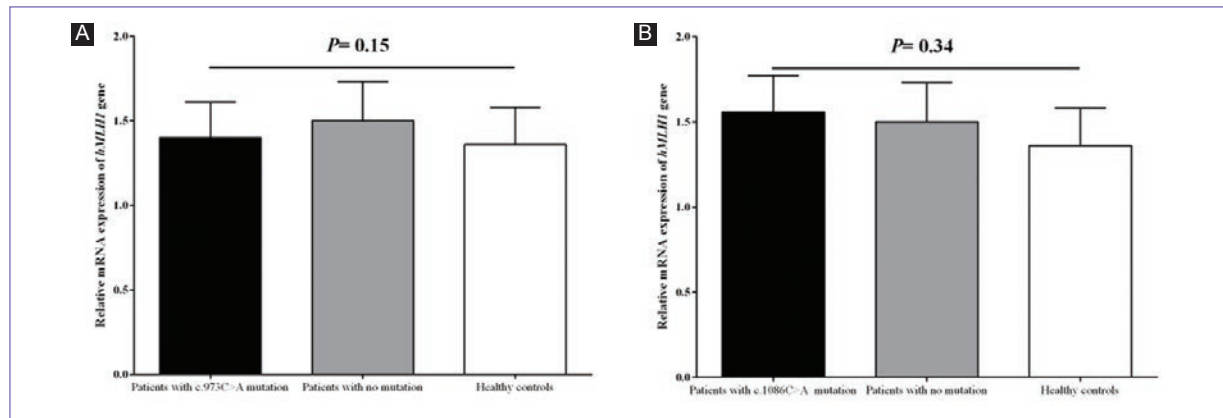 A
P= 0.15
Relative mRNA expression of hMLH1 gene
2.0
1.5
1.0
0.5
0.0
Patients with c.973C>A mutation
Patients with no mutation
Healthy controls
B
P= 0.34
Relative mRNA expression of hMLH1 gene
2.0
1.5
1.0
0.5
0.0
Patients with c.1086C>A mutation
Patients with no mutation
Healthy controls